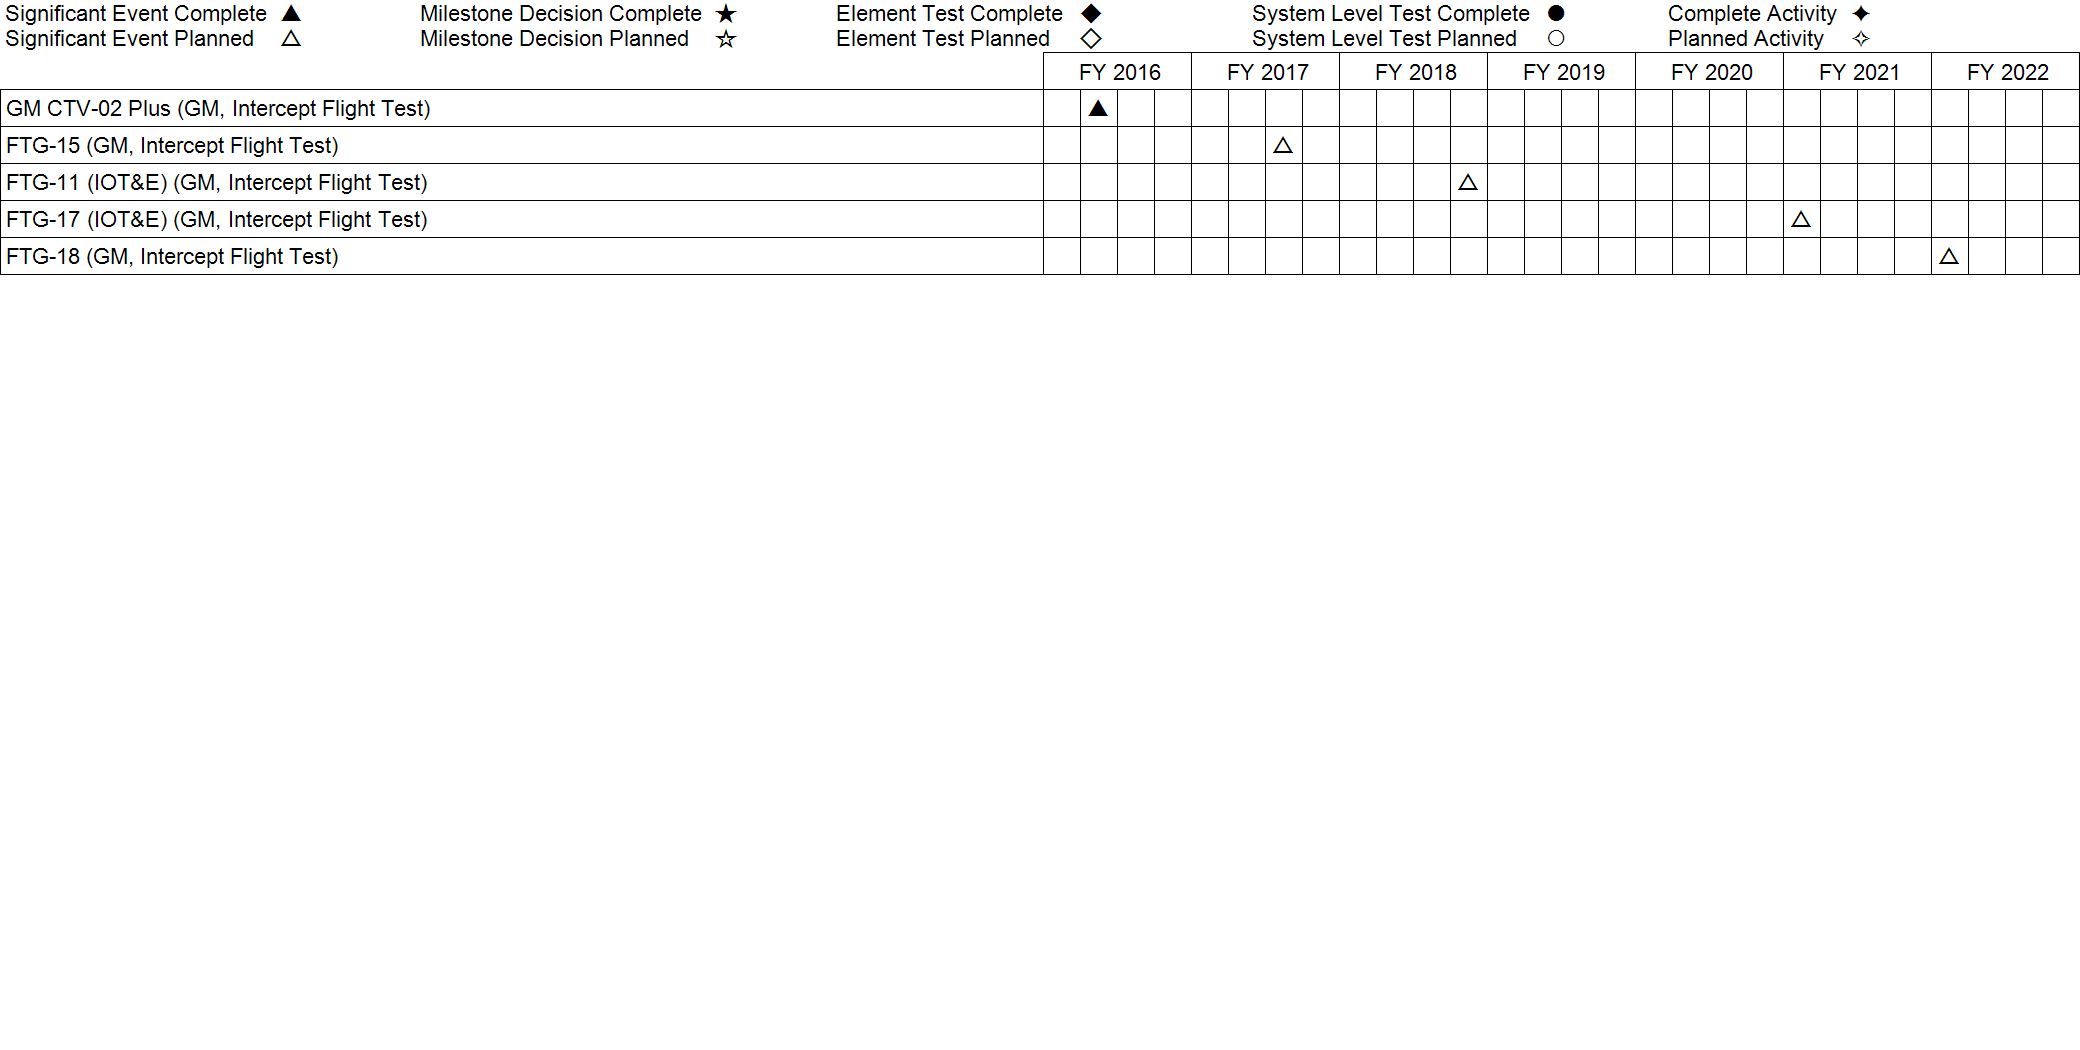 Significant Event Complete ▲ Milestone Decision Complete ★ Element Test Complete ◆ System Level Test Complete ● Complete Activity ✦
Significant Event Planned △ Milestone Decision Planned ☆ Element Test Planned ◇ System Level Test Planned ○ Planned Activity ✧
FY 2016 FY 2017 FY 2018 FY 2019 FY 2020 FY 2021 FY 2022
GM CTV-02 Plus (GM, Intercept Flight Test) ▲
FTG-15 (GM, Intercept Flight Test) △
FTG-11 (IOT&E) (GM, Intercept Flight Test) △
FTG-17 (IOT&E) (GM, Intercept Flight Test) △
FTG-18 (GM, Intercept Flight Test) △